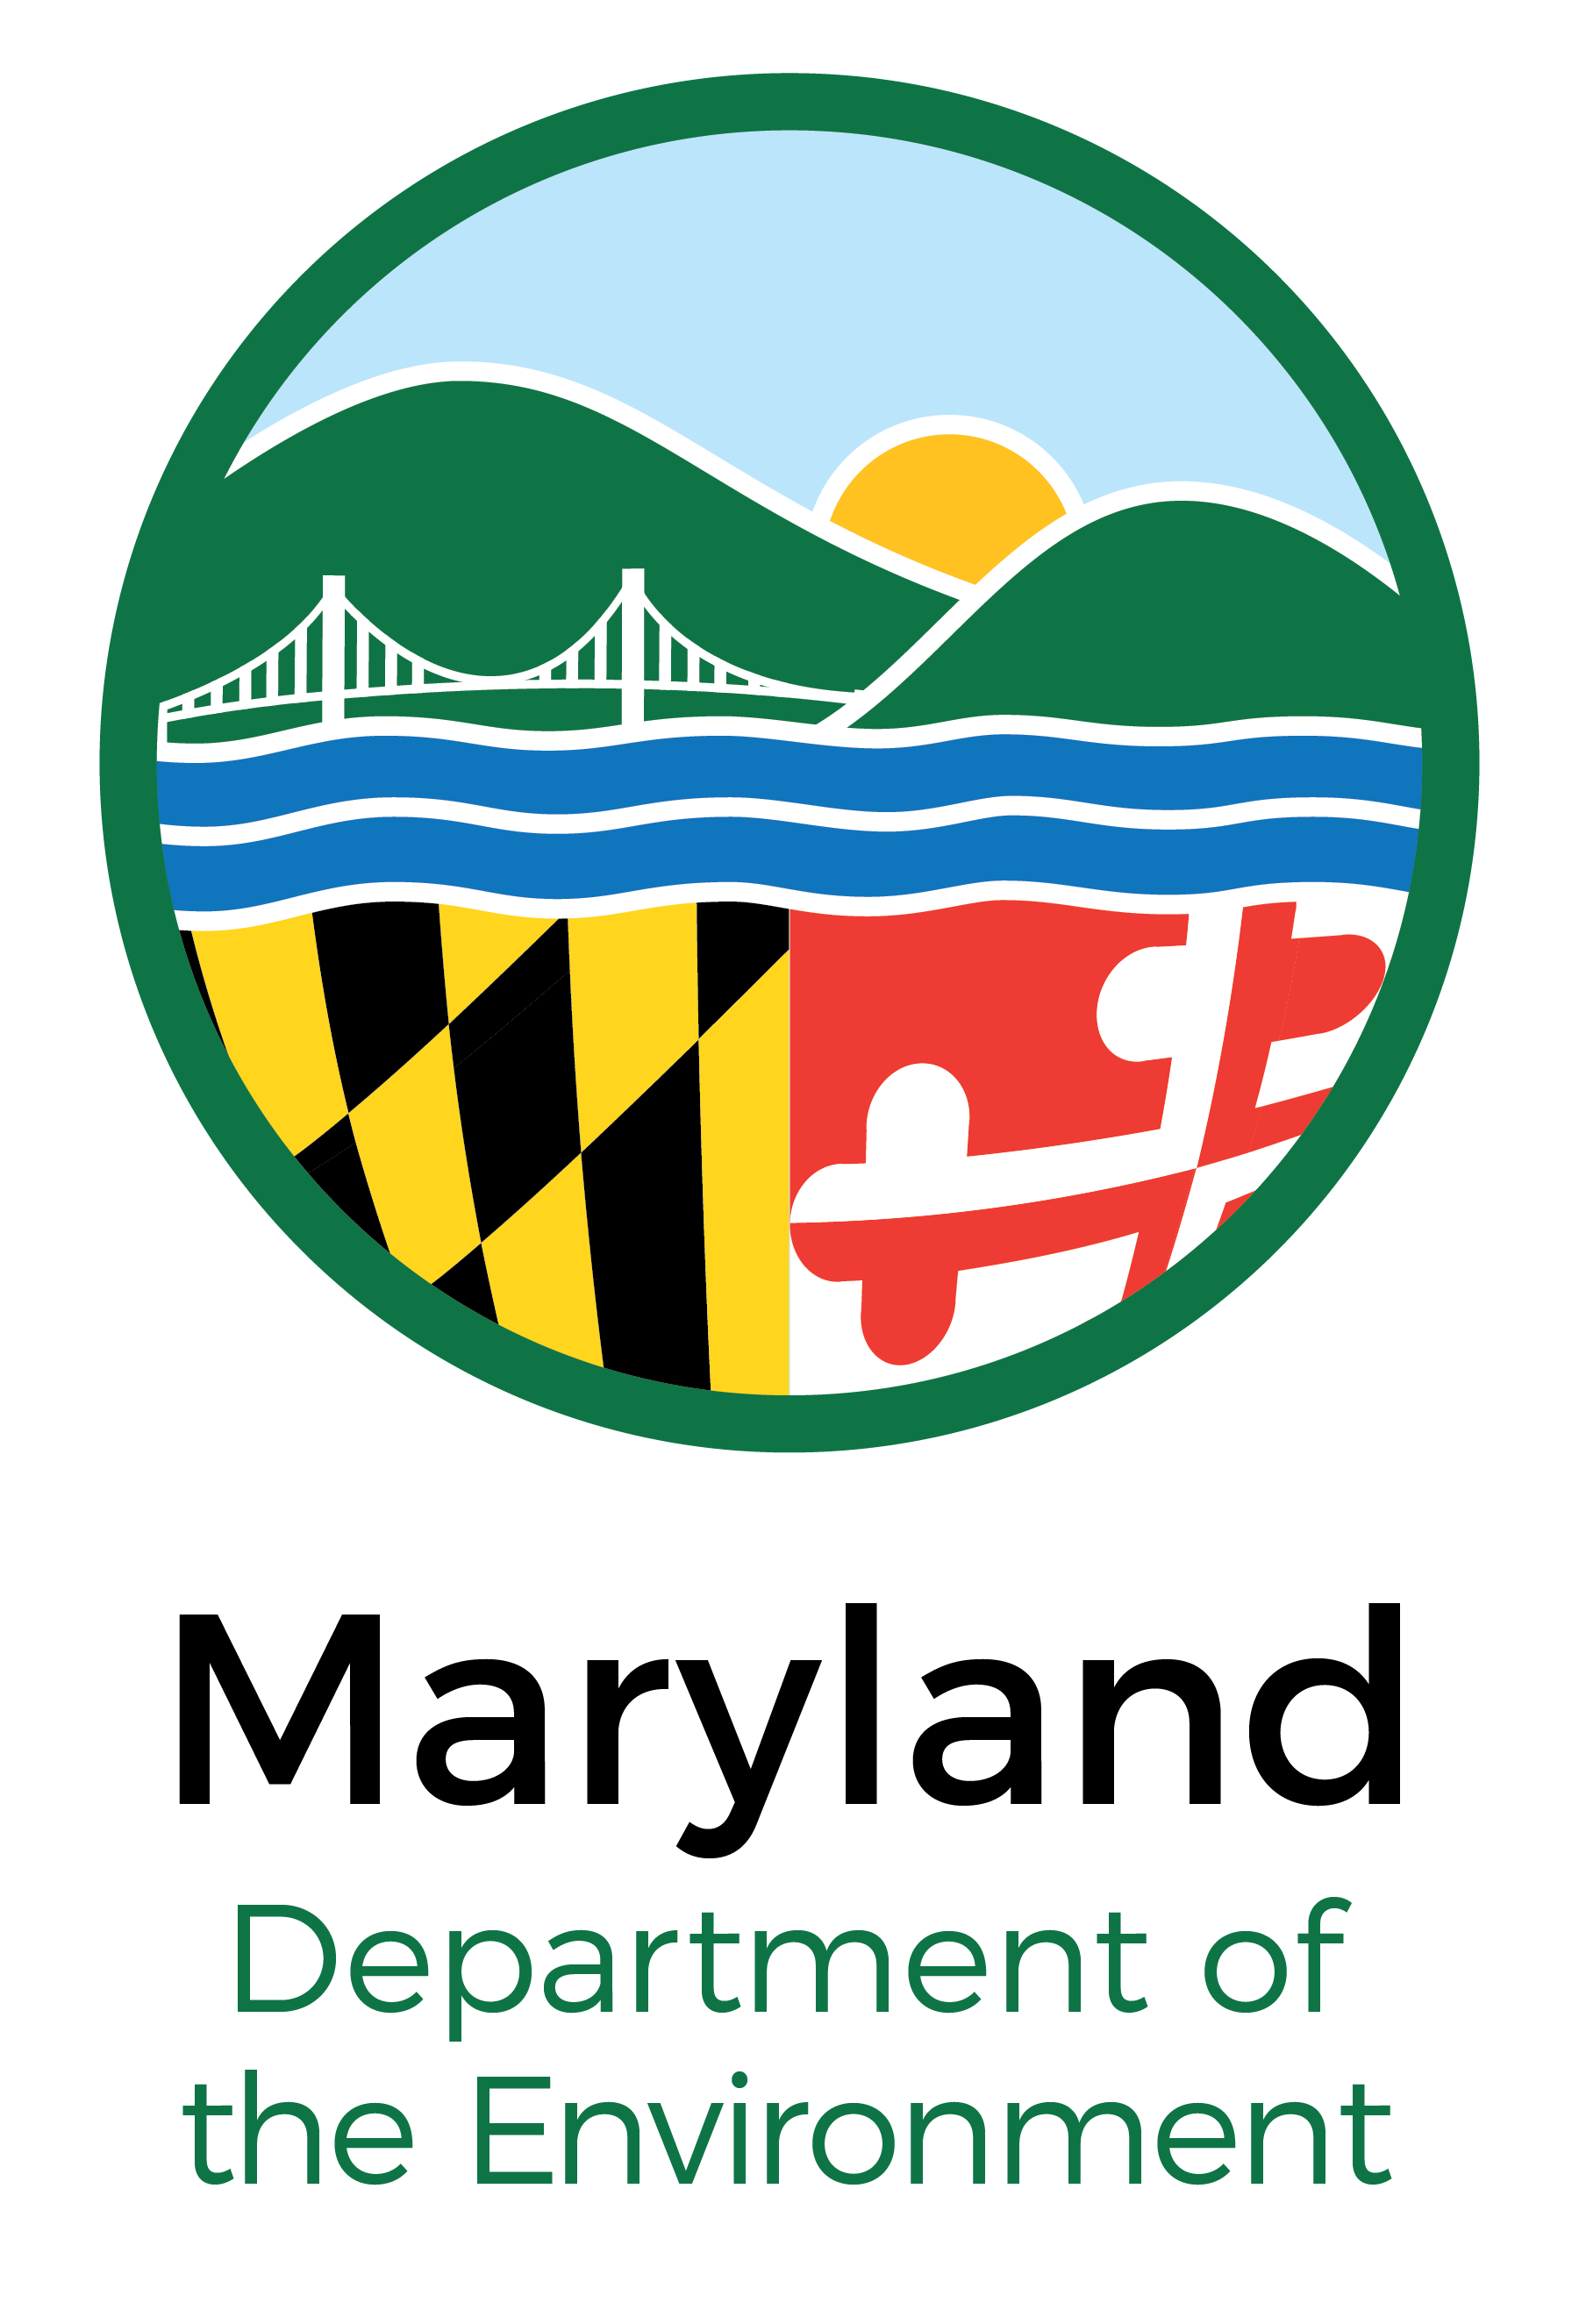 Maryland
Department of
the Environment